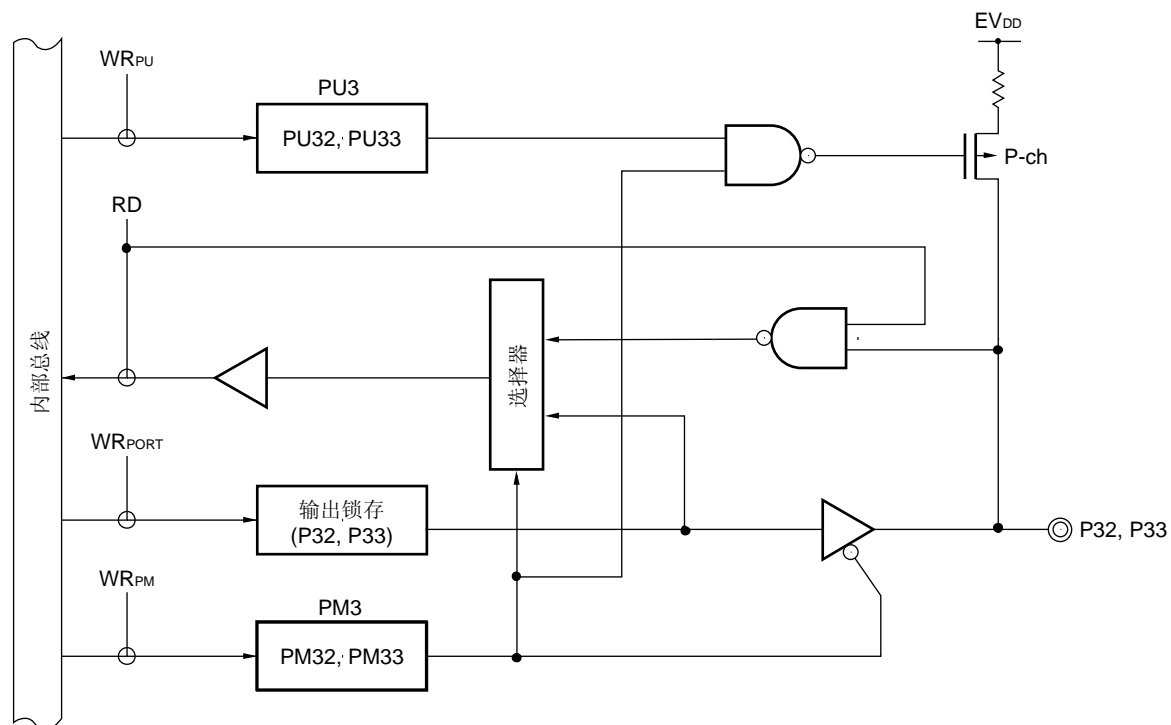 EVDD
WRPU
PU3
PU32, PU33
P-ch
RD
内部总线
选择器
WRPORT
输出锁存
(P32, P33)
P32, P33
WRPM
PM3
PM32, PM33